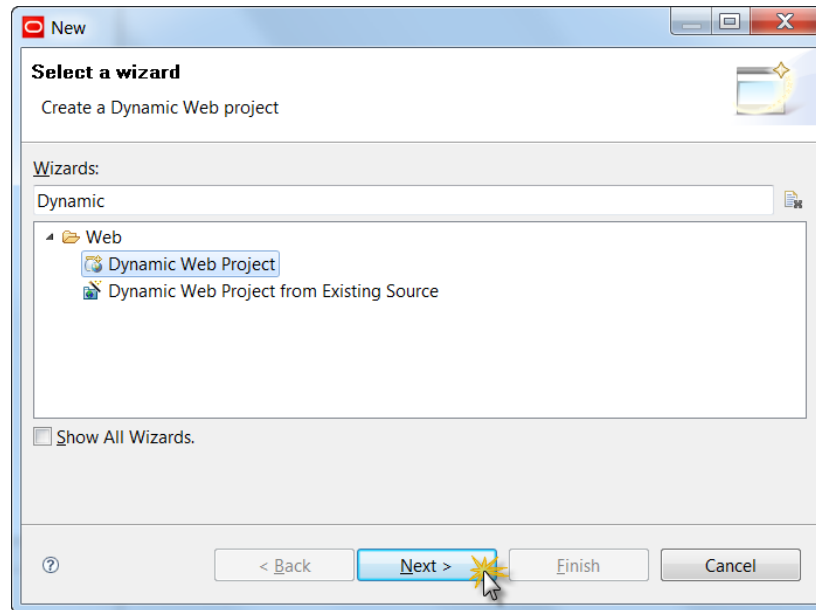 New
Select a wizard
Create a Dynamic Web project
Wizards:
Dynamic
Web
Dynamic Web Project
Dynamic Web Project from Existing Source
Show All Wizards.
< Back Next > Finish Cancel